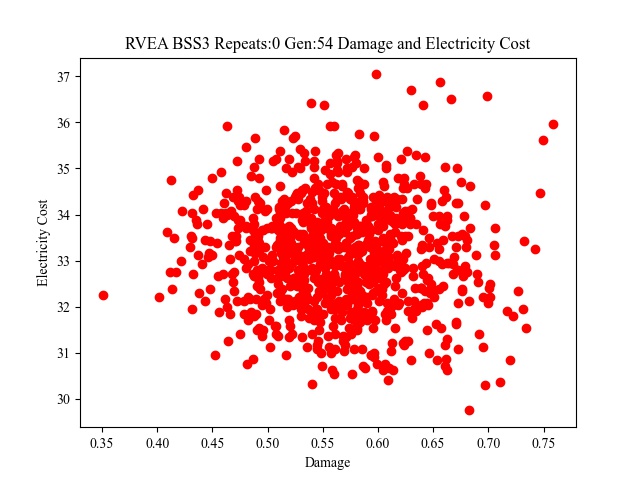 RVEA BSS3 Repeats:0 Gen:54 Damage and Electricity Cost
37
36
35
34
33
32
31
30
Electricity Cost
0.35 0.40 0.45 0.50 0.55 0.60 0.65 0.70 0.75
Damage